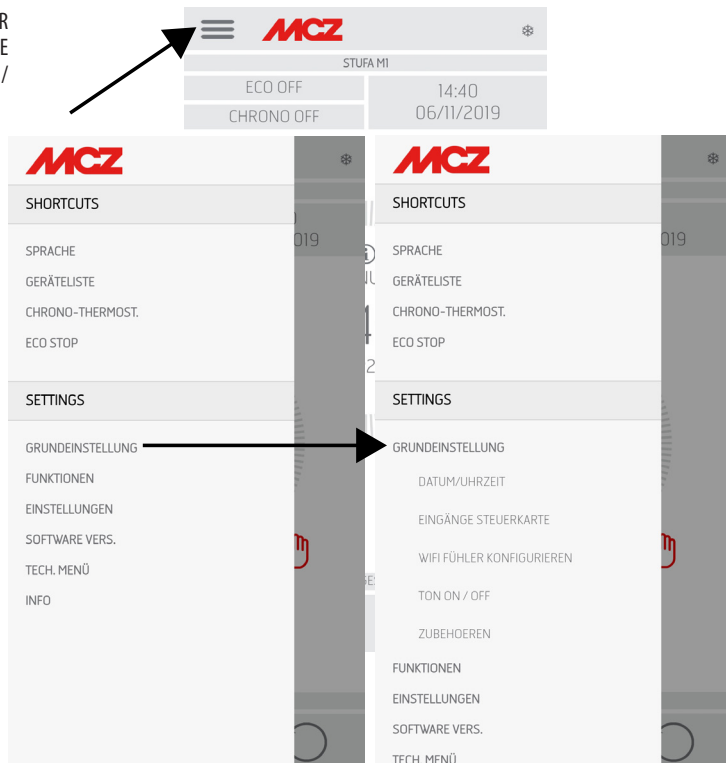 R
E
/
MCZ
STUFA M1
ECO OFF
CHRONO OFF
14:40
06/11/2019
MCZ
SHORTCUTS
SPRACHE
GERÄTELISTE
CHRONO-THERMOST.
ECO STOP
SETTINGS
GRUNDEINSTELLUNG
FUNKTIONEN
EINSTELLUNGEN
SOFTWARE VERS.
TECH. MENÜ
INFO
019
MCZ
SHORTCUTS
SPRACHE
GERÄTELISTE
CHRONO-THERMOST.
ECO STOP
SETTINGS
GRUNDEINSTELLUNG
DATUM/UHRZEIT
EINGÄNGE STEUERKARTE
WIFI FÜHLER KONFIGURIEREN
TON ON / OFF
ZUBEHOEREN
FUNKTIONEN
EINSTELLUNGEN
SOFTWARE VERS.
TECH. MENÜ
019